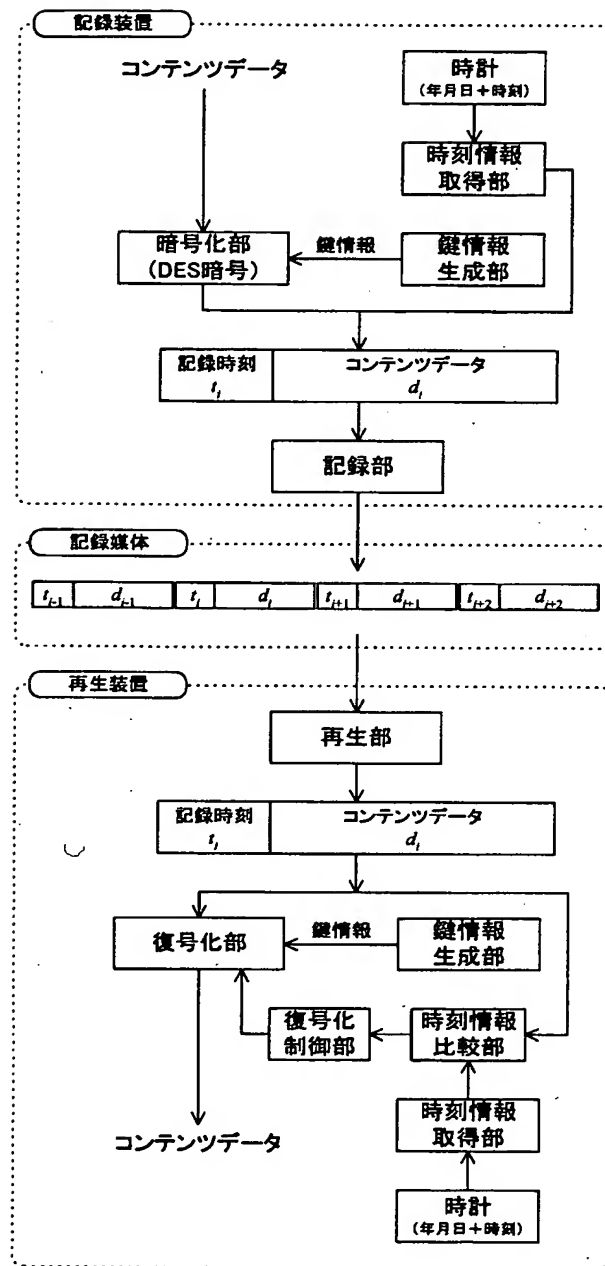 記録装置
コンテンツデータ
時計
(年月日+時刻)
時刻情報
取得部
暗号化部
(DES暗号)
鍵情報
鍵情報
生成部
記録時刻
t_i
コンテンツデータ
d_i
記録部
記録媒体
t_{i-1} d_{i-1} t_i d_i t_{i+1} d_{i+1} t_{i+2} d_{i+2}
再生装置
再生部
記録時刻
t_i
コンテンツデータ
d_i
復号化部
鍵情報
鍵情報
生成部
復号化
制御部
時刻情報
比較部
時刻情報
取得部
コンテンツデータ
時計
(年月日+時刻)